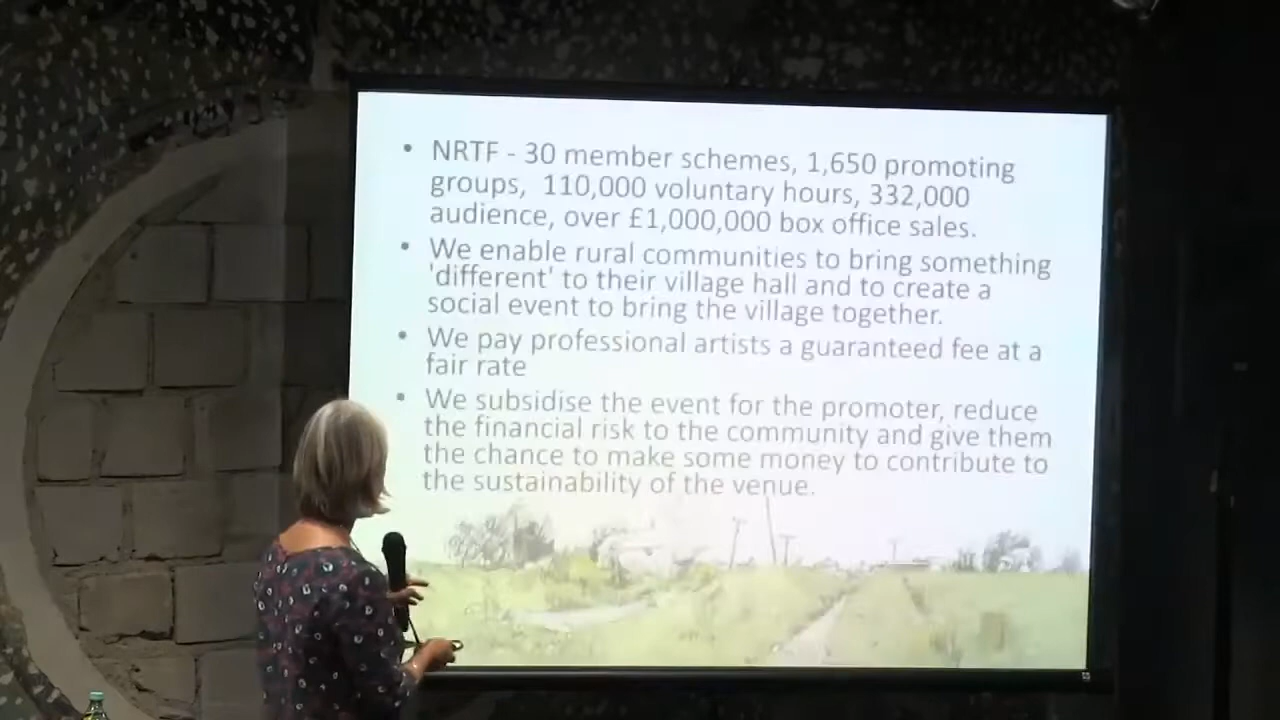 • NRTF - 30 member schemes, 1,650 promoting
groups, 110,000 voluntary hours, 332,000
audience, over £1,000,000 box office sales.
• We enable rural communities to bring something
'different' to their village hall and to create a
social event to bring the village together.
• We pay professional artists a guaranteed fee at a
fair rate
• We subsidise the event for the promoter, reduce
the financial risk to the community and give them
the chance to make some money to contribute to
the sustainability of the venue.